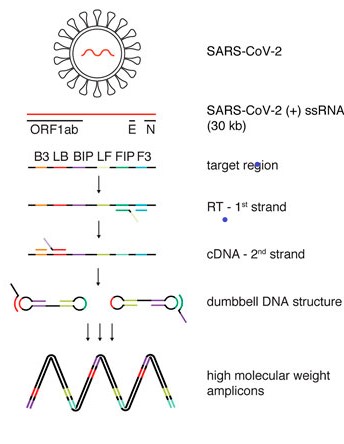 SARS-CoV-2
SARS-CoV-2 (+) ssRNA
(30 kb)
ORF1ab E N
B3 LB BIP LF FIP F3
target region
RT - 1st strand
cDNA - 2nd strand
dumbbell DNA structure
high molecular weight
amplicons